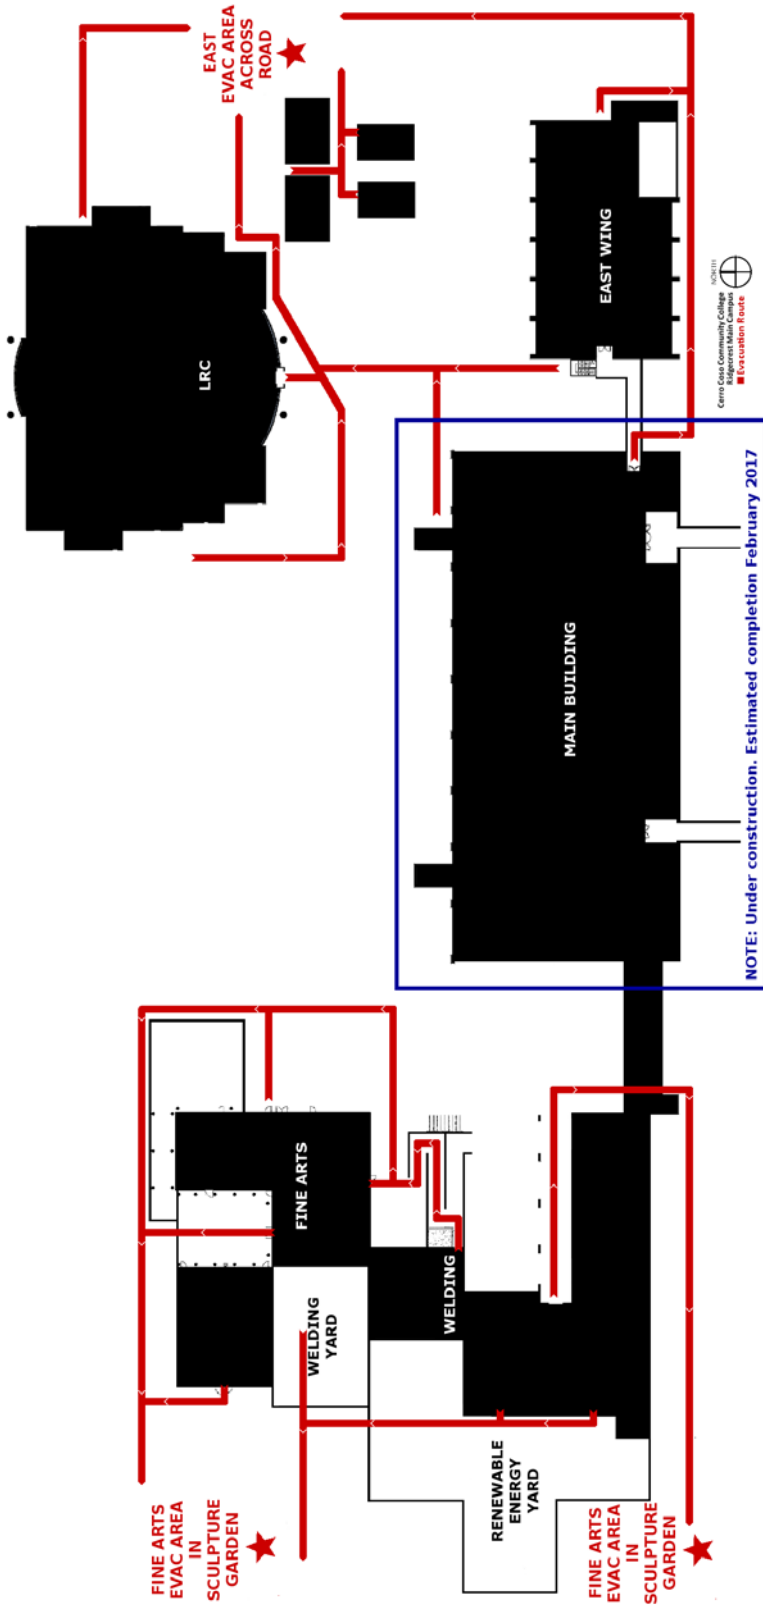 EAST
EVAC AREA
ACROSS
ROAD
LRC
EAST WING
NORTH
Cerro Coso Community College
Ridgecrest Main Campus
Evacuation Route
MAIN BUILDING
NOTE: Under construction. Estimated completion February 2017
FINE ARTS
WELDING
YARD
WELDING
RENEWABLE
ENERGY
YARD
FINE ARTS
EVAC AREA
IN
SCULPTURE
GARDEN
FINE ARTS
EVAC AREA
IN
SCULPTURE
GARDEN